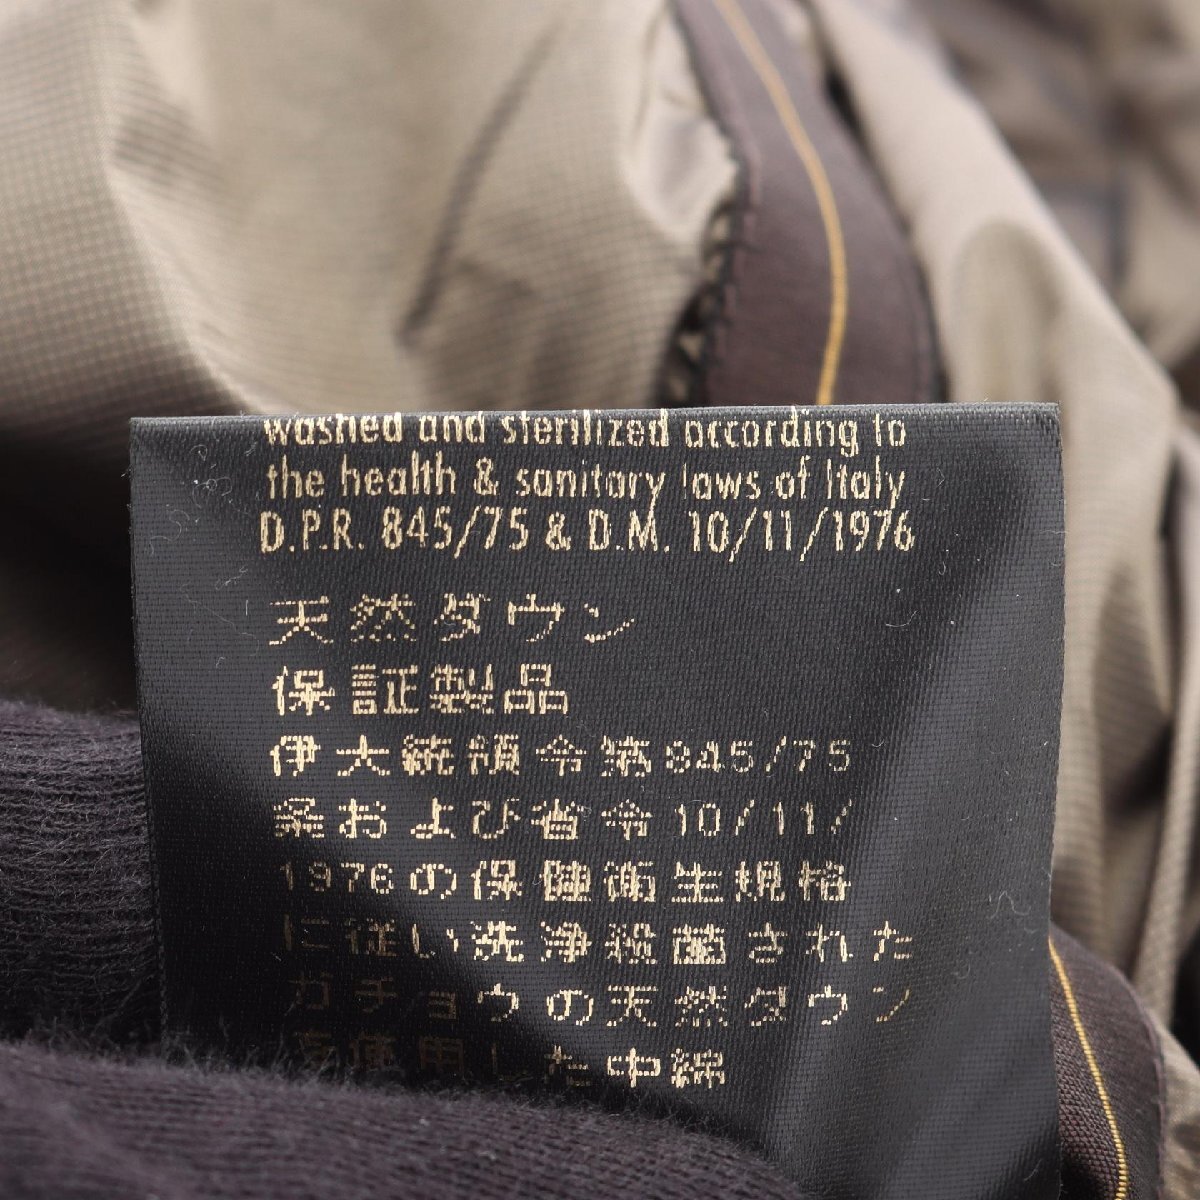 washed and sterilized according to
the health & sanitary laws of Italy
D.P.R. 845/75 & D.M. 10/11/1976
天然ダウン
保証製品
伊大統領令第845/75
条および省令10/11/
1976の保健衛生規格
に従い洗浄殺菌された
ガチョウの天然ダウン
を使用した中綿